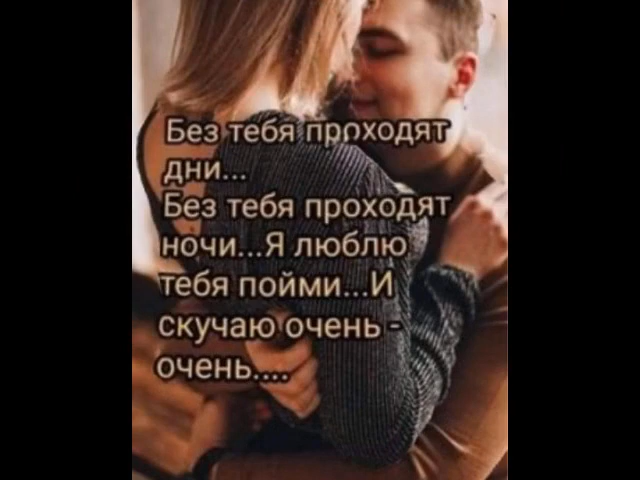 Без тебя проходят
дни...
Без тебя проходят
ночи...Я люблю
тебя пойми...И
скучаю очень -
очень....